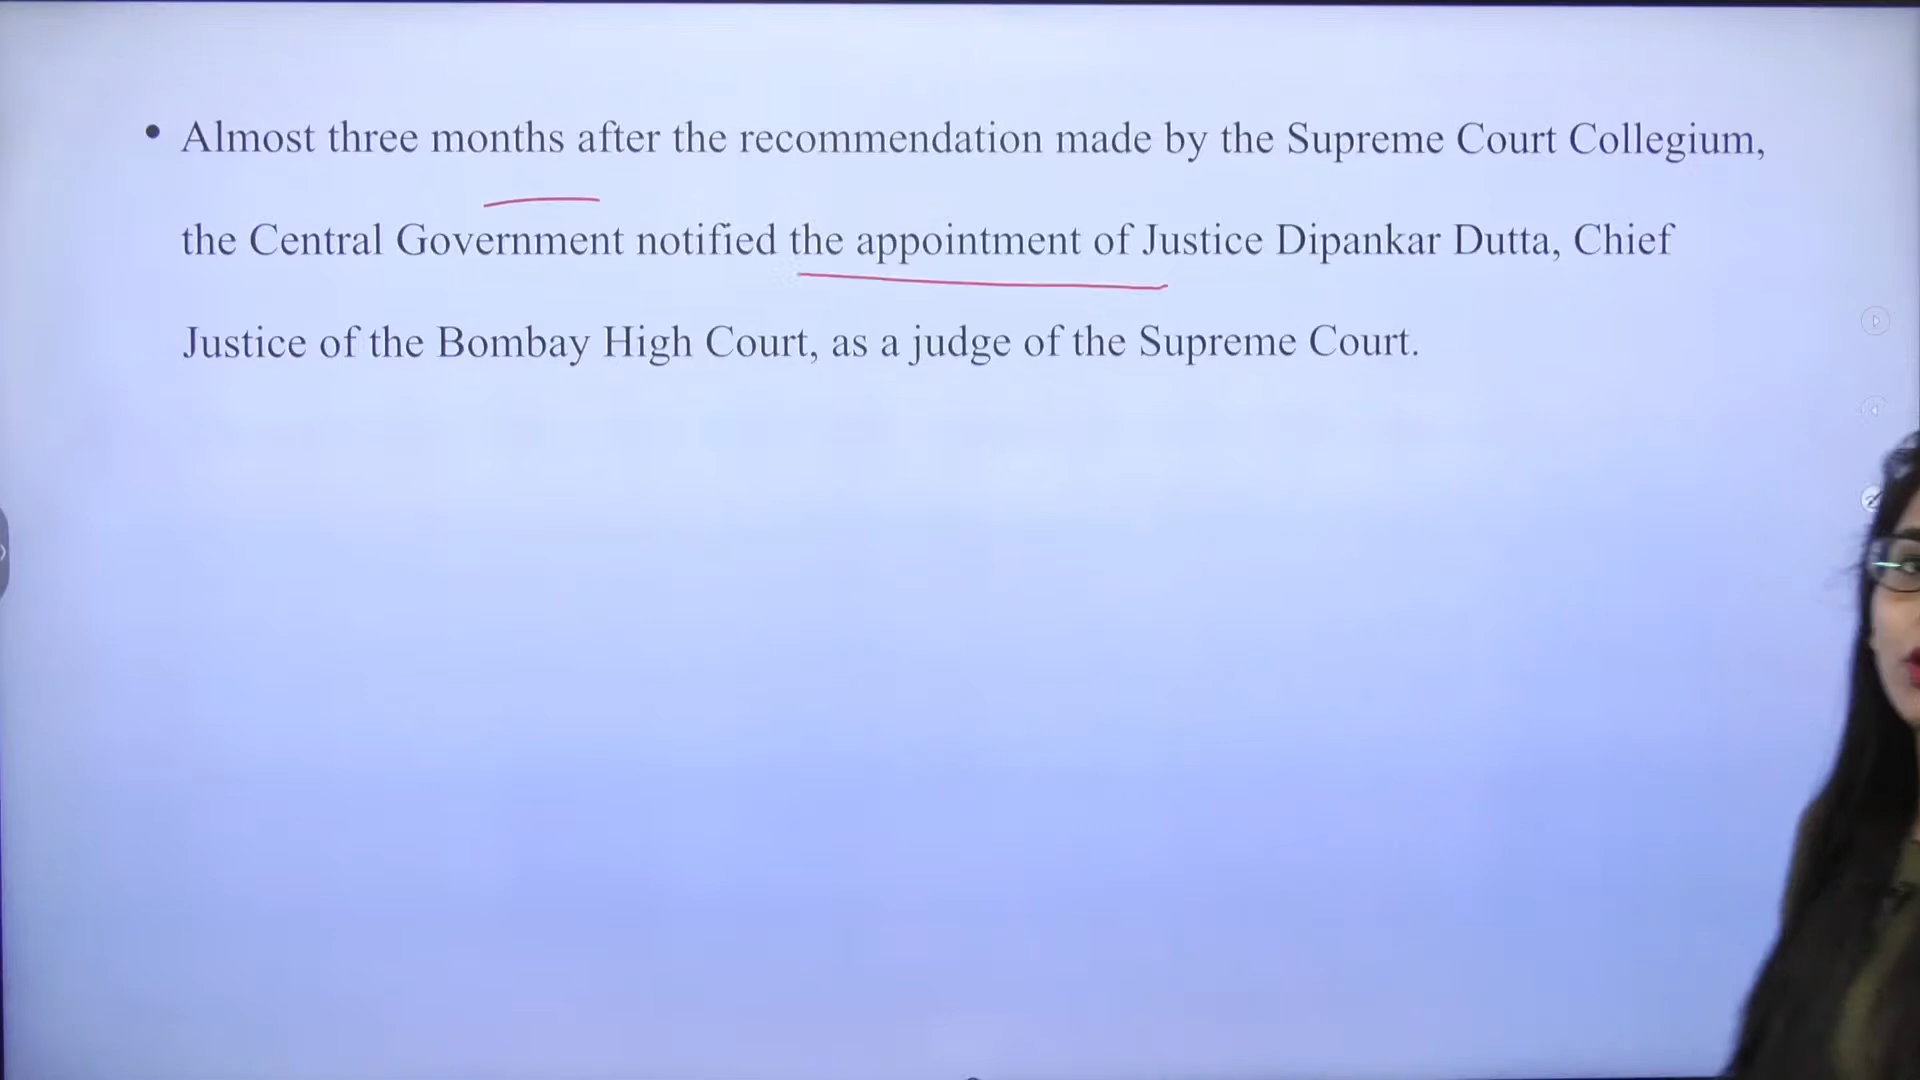 • Almost three months after the recommendation made by the Supreme Court Collegium,
the Central Government notified the appointment of Justice Dipankar Dutta, Chief
Justice of the Bombay High Court, as a judge of the Supreme Court.